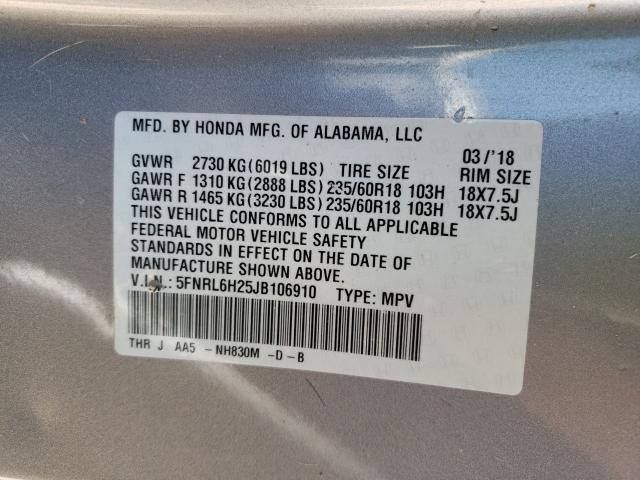 MFD. BY HONDA MFG. OF ALABAMA, LLC
03/'18
GVWR 2730 KG(6019 LBS) TIRE SIZE RIM SIZE
GAWR F 1310 KG(2888 LBS) 235/60R18 103H 18X7.5J
GAWR R 1465 KG(3230 LBS) 235/60R18 103H 18X7.5J
THIS VEHICLE CONFORMS TO ALL APPLICABLE
FEDERAL MOTOR VEHICLE SAFETY
STANDARDS IN EFFECT ON THE DATE OF
MANUFACTURE SHOWN ABOVE.
V.I.N.: 5FNRL6H25JB106910 TYPE: MPV
THR J AA5 -NH830M -D-B